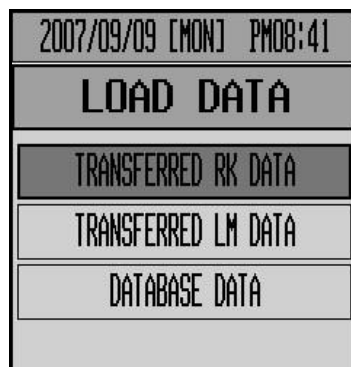 2007/09/09 [MON] PM08:41
LOAD DATA
TRANSFERRED RK DATA
TRANSFERRED LM DATA
DATABASE DATA